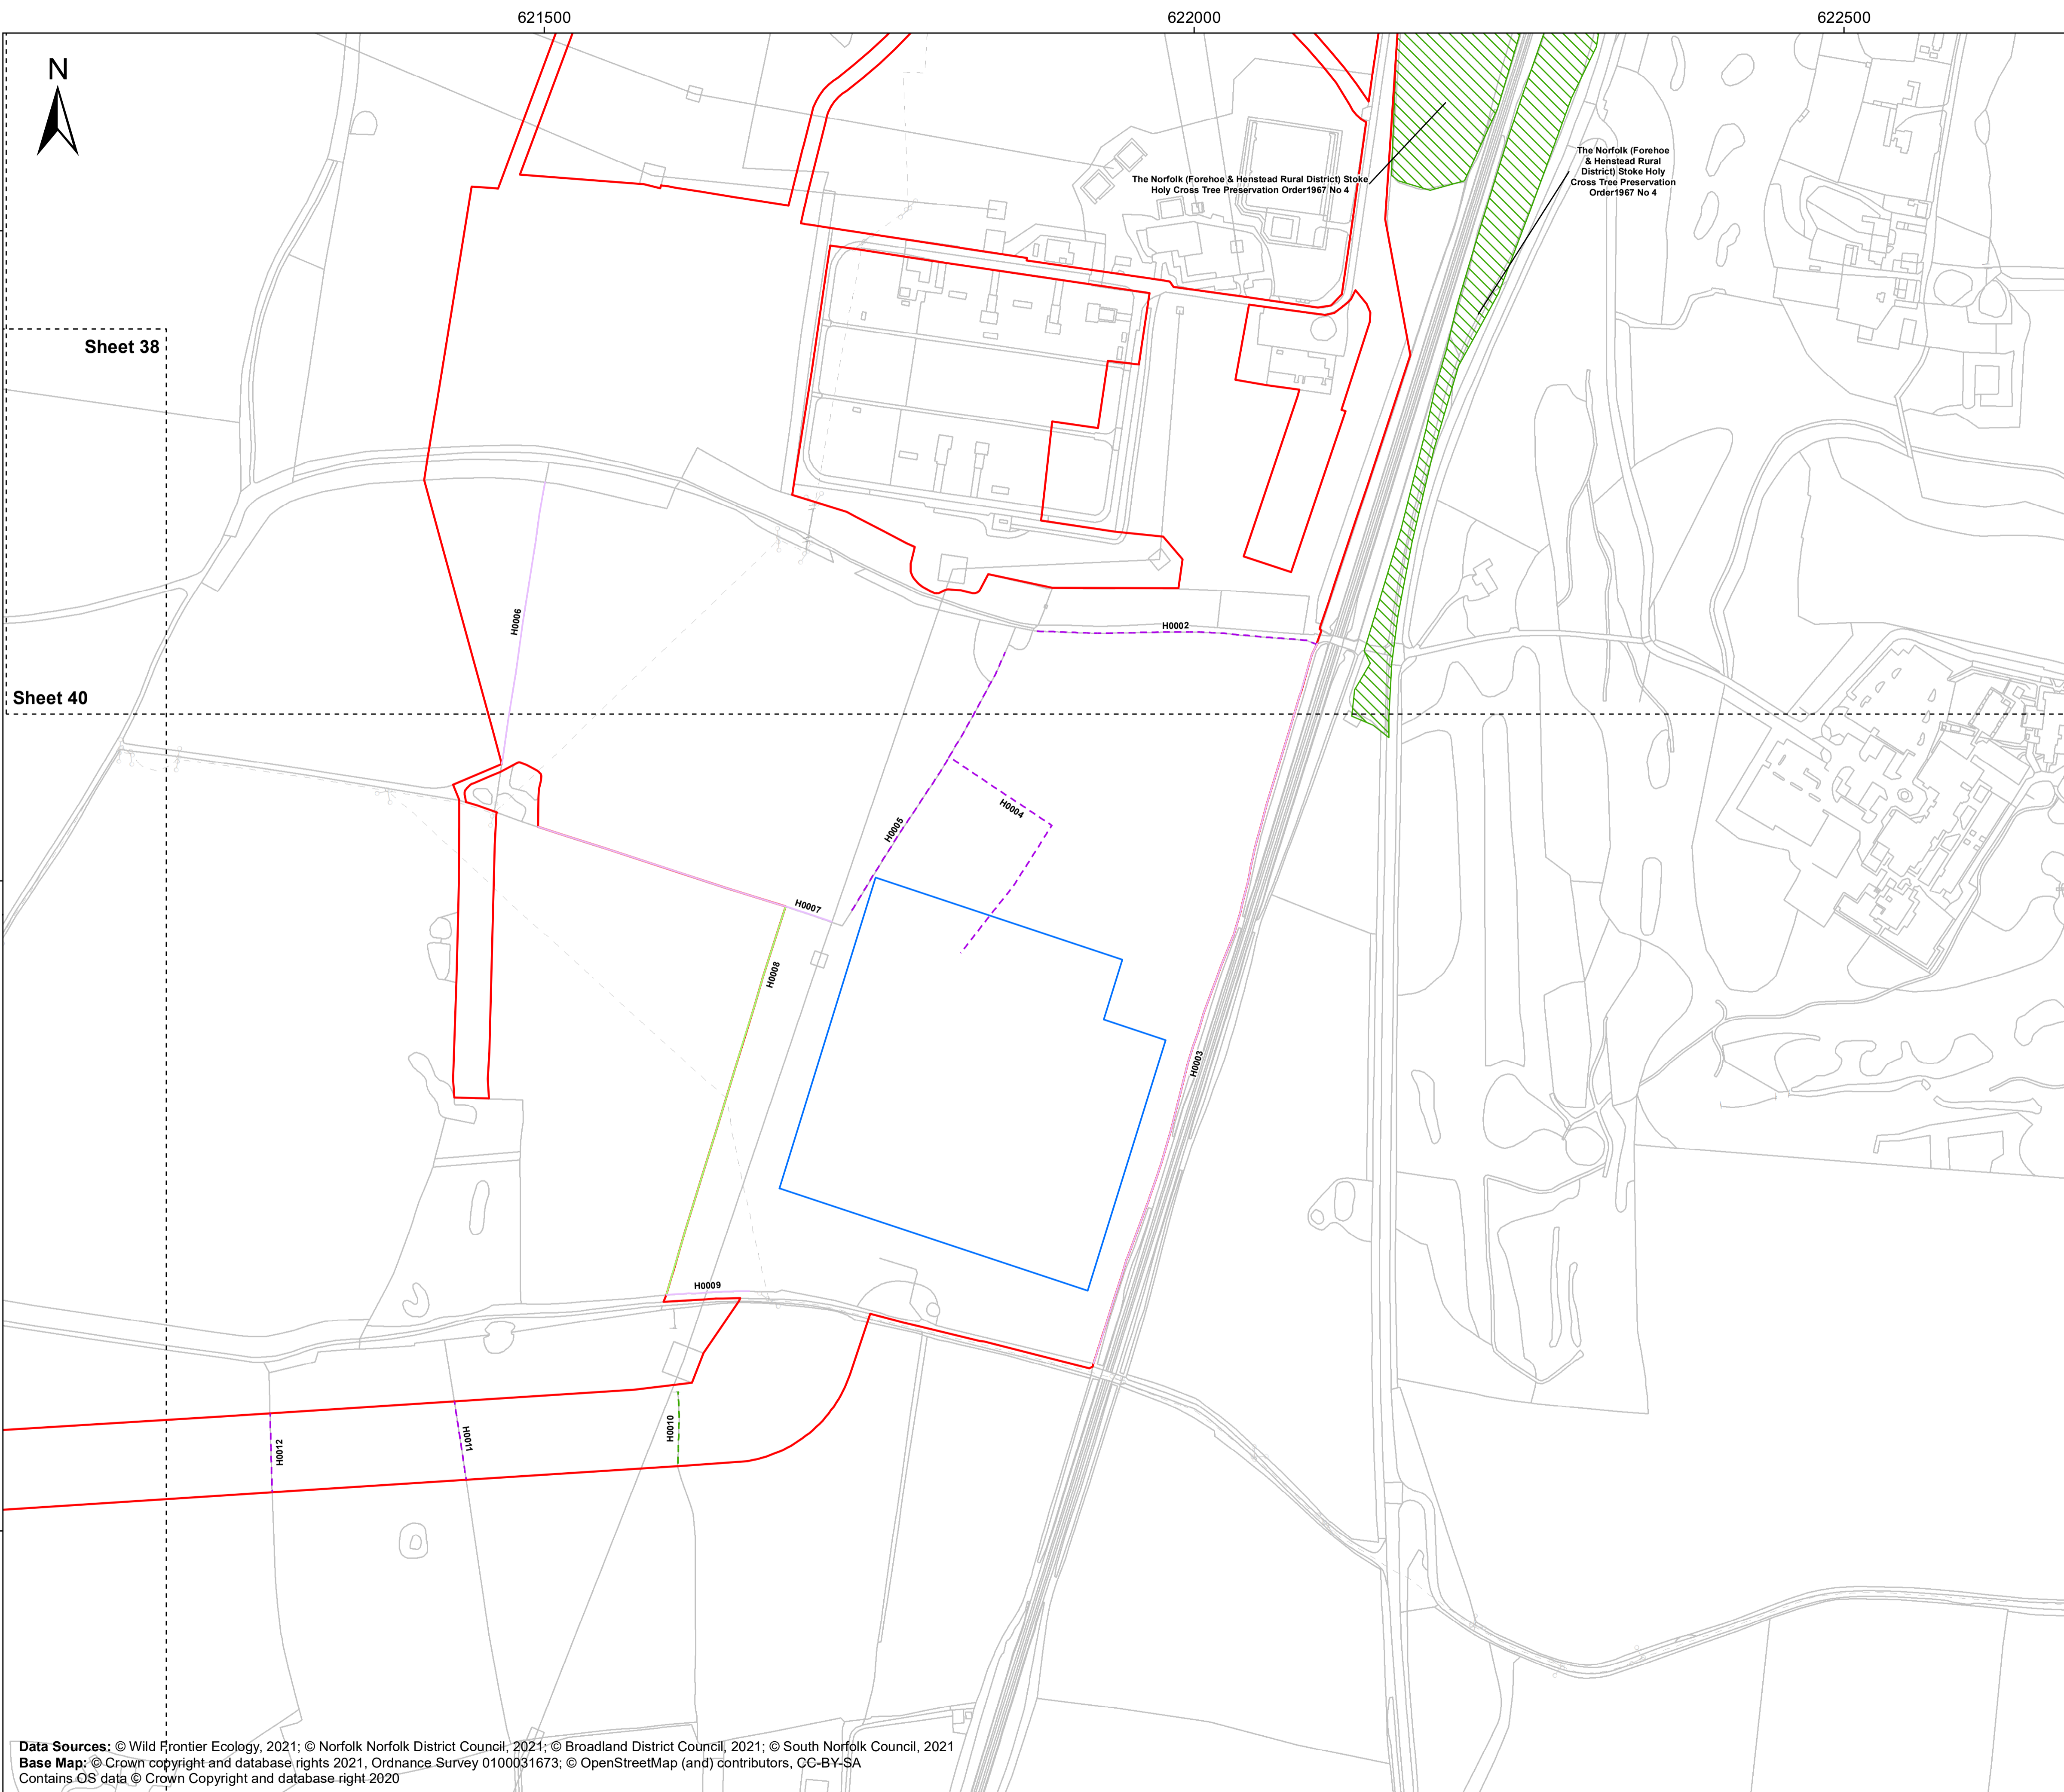 621500
622000
622500
N
The Norfolk (Forehoe & Henstead Rural District) Stoke
Holy Cross Tree Preservation Order1967 No 4
The Norfolk (Forehoe
& Henstead Rural
District) Stoke Holy
Cross Tree Preservation
Order1967 No 4
Sheet 38
H0006
H0002
Sheet 40
H0004
H0005
H0007
H0008
H0003
H0009
H0010
H0011
H0012
Data Sources: © Wild Frontier Ecology, 2021; © Norfolk Norfolk District Council, 2021; © Broadland District Council, 2021; © South Norfolk Council, 2021
Base Map: © Crown copyright and database rights 2021, Ordnance Survey 0100031673; © OpenStreetMap (and) contributors, CC-BY-SA
Contains OS data © Crown Copyright and database right 2020